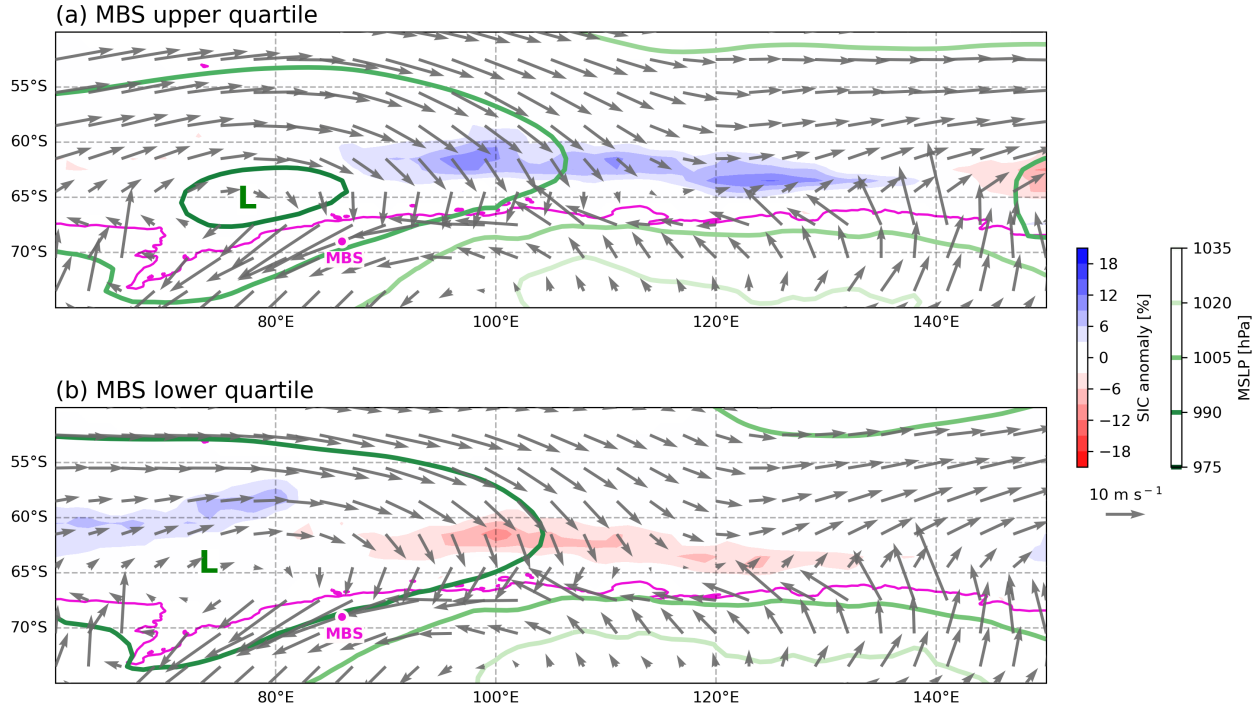 (a) MBS upper quartile
55°S
60°S
65°S
70°S
L
MBS
80°E
100°E
120°E
140°E
(b) MBS lower quartile
55°S
60°S
65°S
70°S
L
MBS
80°E
100°E
120°E
140°E
18
12
6
0
−6
−12
−18
SIC anomaly [%]
1035
1020
1005
990
975
MSLP [hPa]
10 m s⁻¹